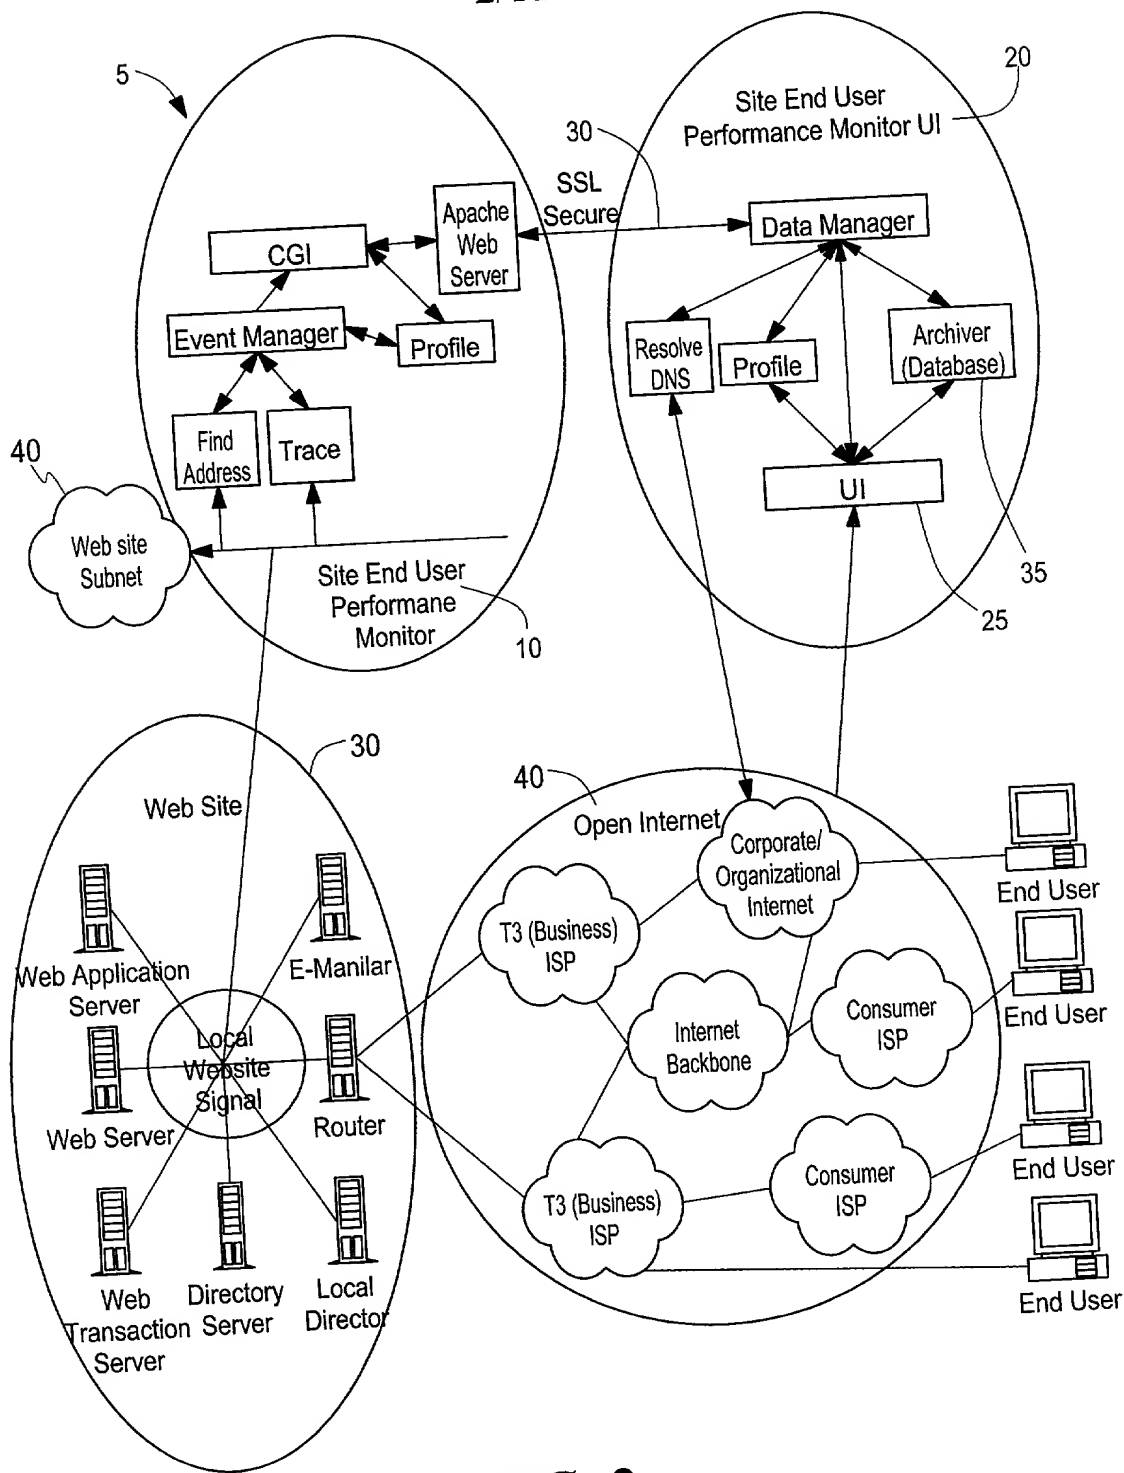 5
20
Site End User
Performance Monitor UI
30
SSL
Secure
Apache
Web
Server
CGI
Data Manager
Event Manager
Profile
Resolve
DNS
Profile
Archiver
(Database)
Find
Address
Trace
40
UI
Web site
Subnet
Site End User
Performane
Monitor
10
35
25
30
Web Site
40
Open Internet
Corporate/
Organizational
Internet
End User
T3 (Business)
ISP
Web Application
Server
E-Manilar
Local
Website
Signal
Internet
Backbone
Consumer
ISP
End User
Web Server
Router
T3 (Business)
ISP
Consumer
ISP
End User
Web
Transaction
Server
Directory
Server
Local
Director
End User